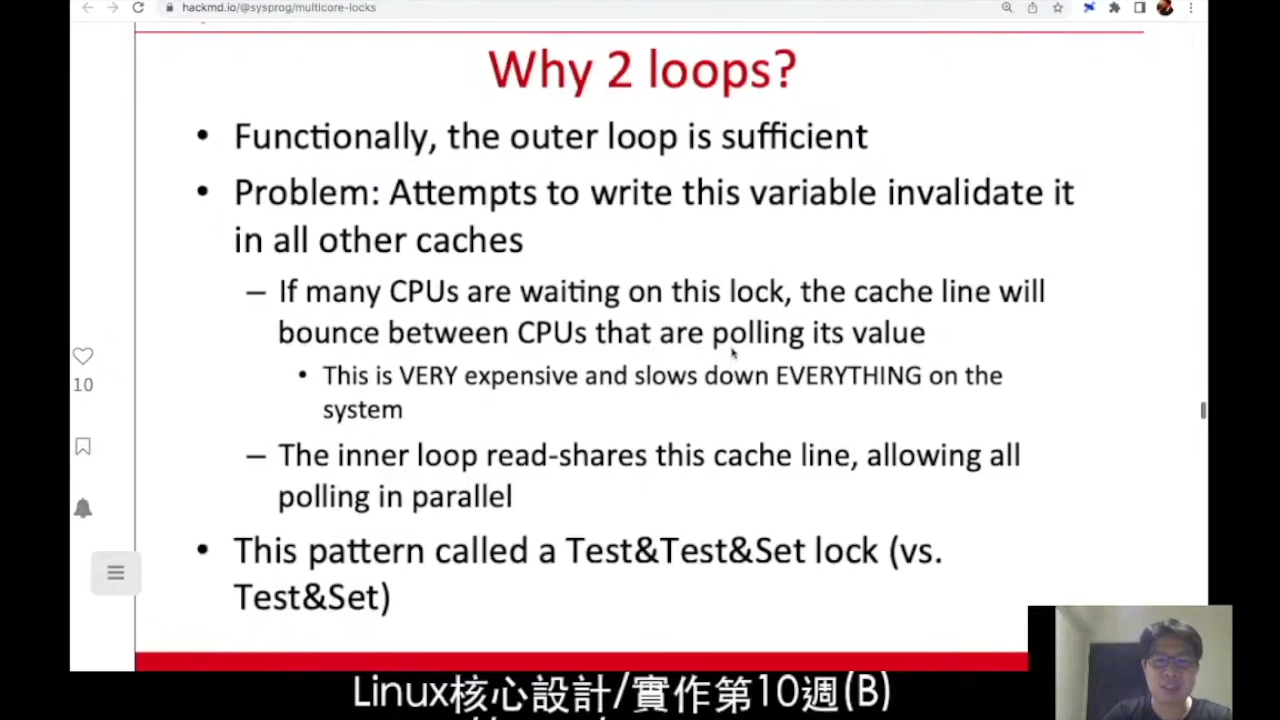 hackmd.io/@sysprog/multicore-locks
Why 2 loops?
• Functionally, the outer loop is sufficient
• Problem: Attempts to write this variable invalidate it
in all other caches
– If many CPUs are waiting on this lock, the cache line will
bounce between CPUs that are polling its value
• This is VERY expensive and slows down EVERYTHING on the
system
– The inner loop read-shares this cache line, allowing all
polling in parallel
• This pattern called a Test&Test&Set lock (vs.
Test&Set)
10
Linux核心設計/實作第10週(B)